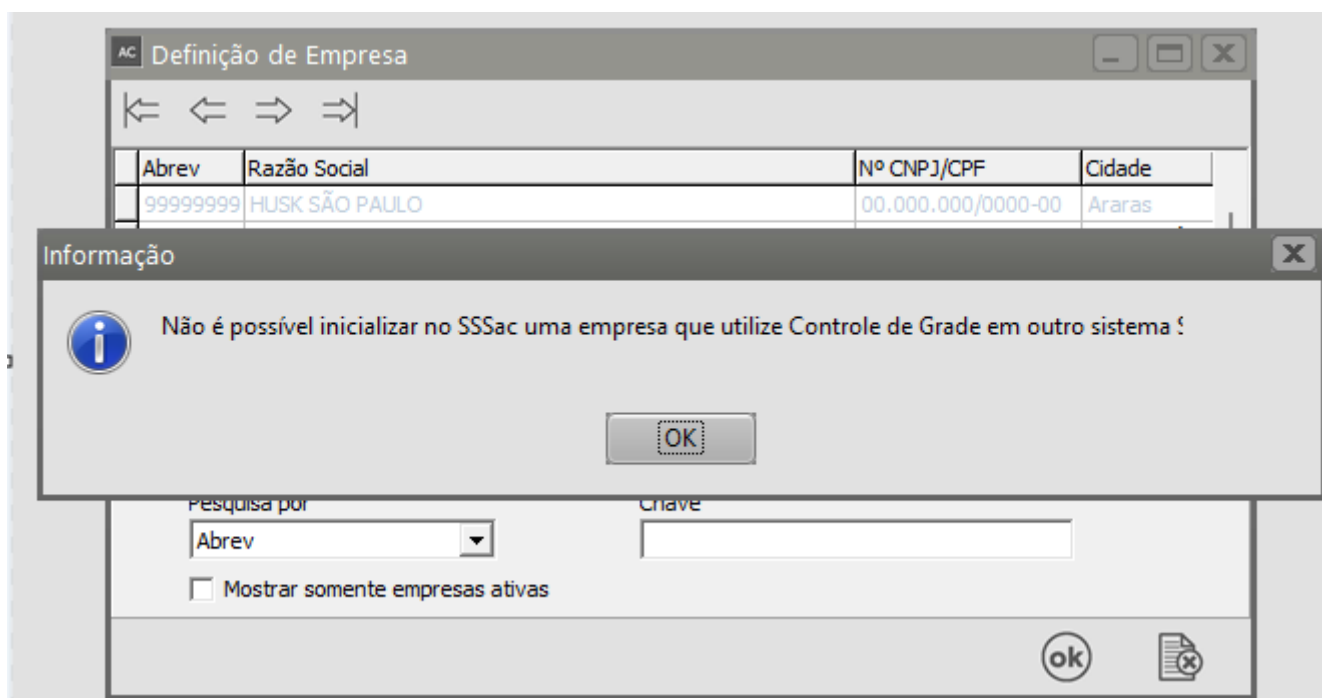 AC Definição de Empresa
Abrev Razão Social Nº CNPJ/CPF Cidade
99999999 HUSK SÃO PAULO 00.000.000/0000-00 Araras
Informação
Não é possível inicializar no SSSac uma empresa que utilize Controle de Grade em outro sistema
OK
Pesquisa por Chave
Abrev
Mostrar somente empresas ativas
ok